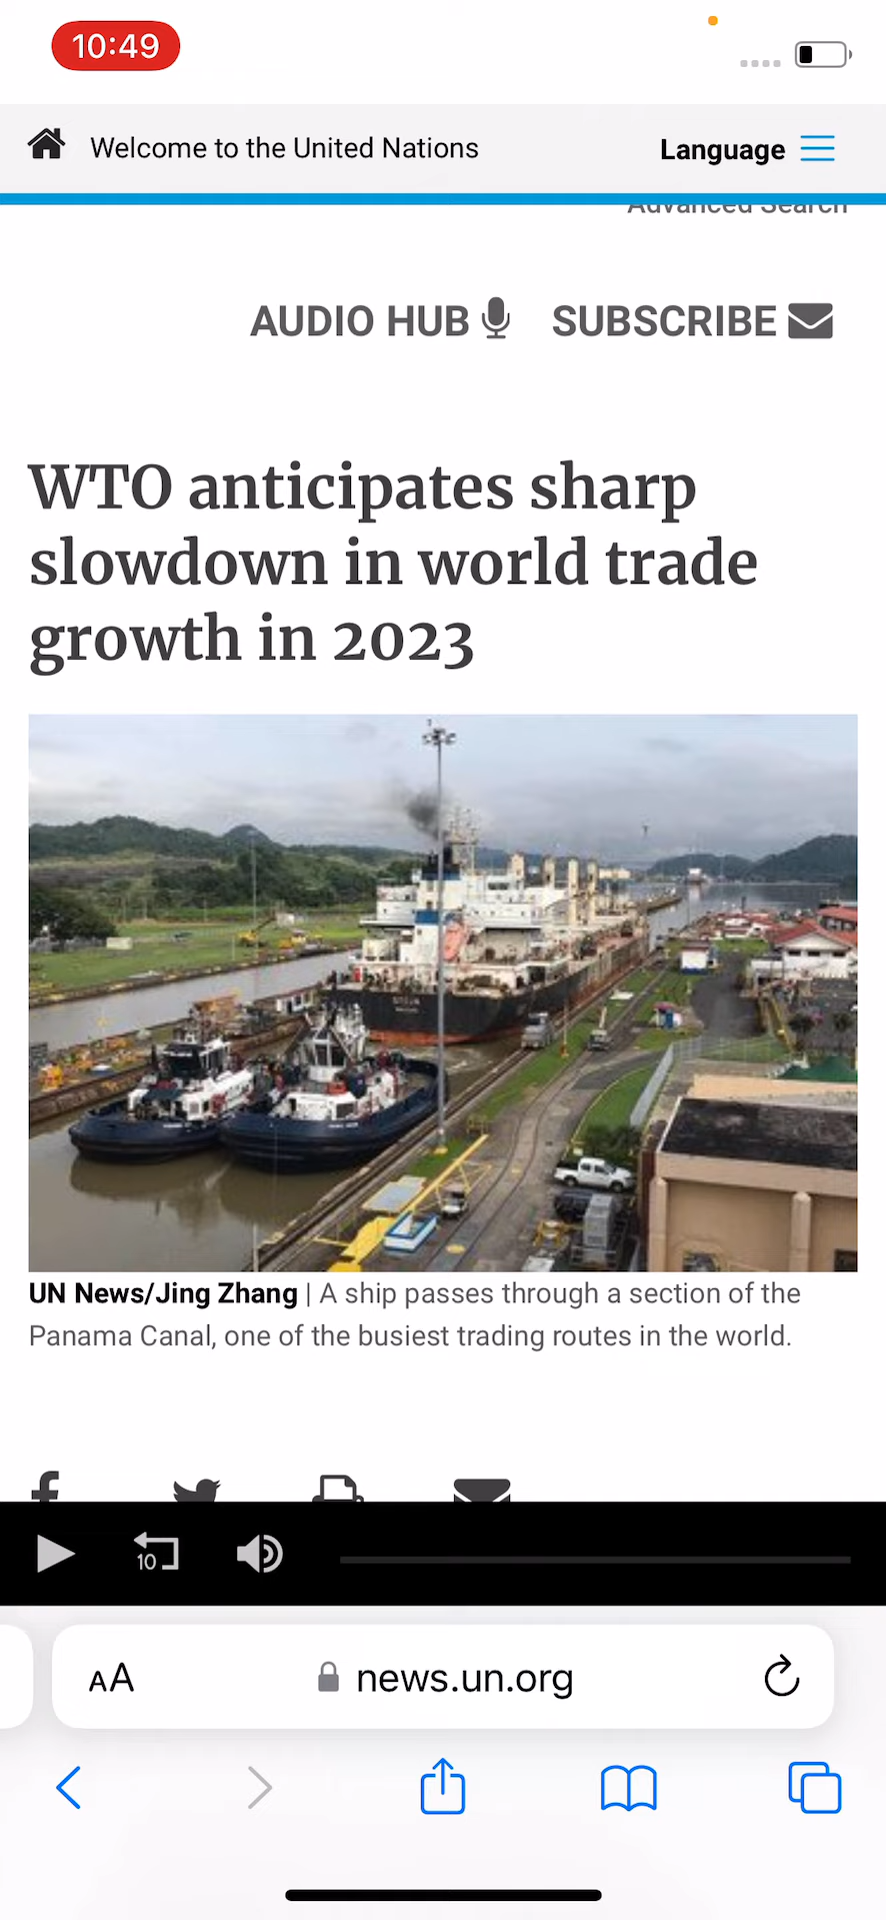 10:49
Welcome to the United Nations
Language
Advanced Search
AUDIO HUB
SUBSCRIBE
WTO anticipates sharp
slowdown in world trade
growth in 2023
UN News/Jing Zhang | A ship passes through a section of the
Panama Canal, one of the busiest trading routes in the world.
10
AA
news.un.org